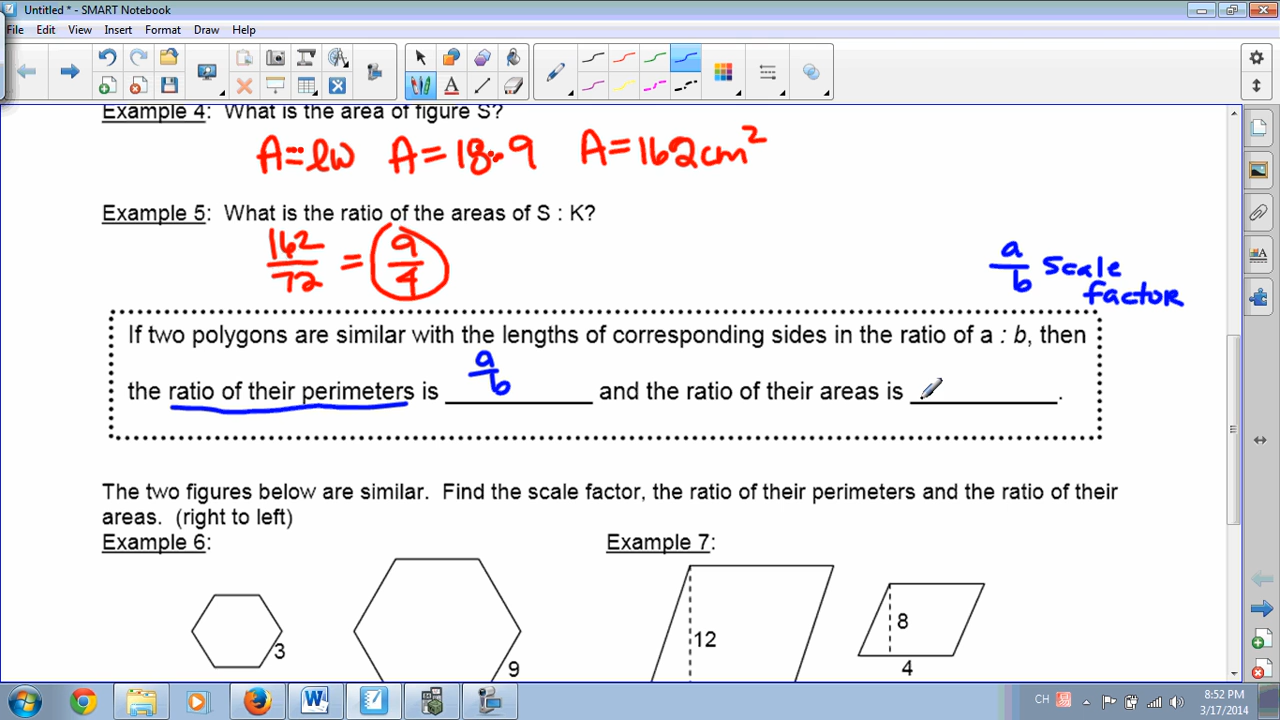 Untitled * - SMART Notebook
File Edit View Insert Format Draw Help
Example 4: What is the area of figure S?
A=lw A=18·9 A=162cm²
Example 5: What is the ratio of the areas of S : K?
162/72 = 9/4
a/b scale
factor
If two polygons are similar with the lengths of corresponding sides in the ratio of a : b, then
the ratio of their perimeters is a/b and the ratio of their areas is ____________.
The two figures below are similar. Find the scale factor, the ratio of their perimeters and the ratio of their
areas. (right to left)
Example 6: Example 7:
3
9
12
8
4
CH 易 8:52 PM
3/17/2014